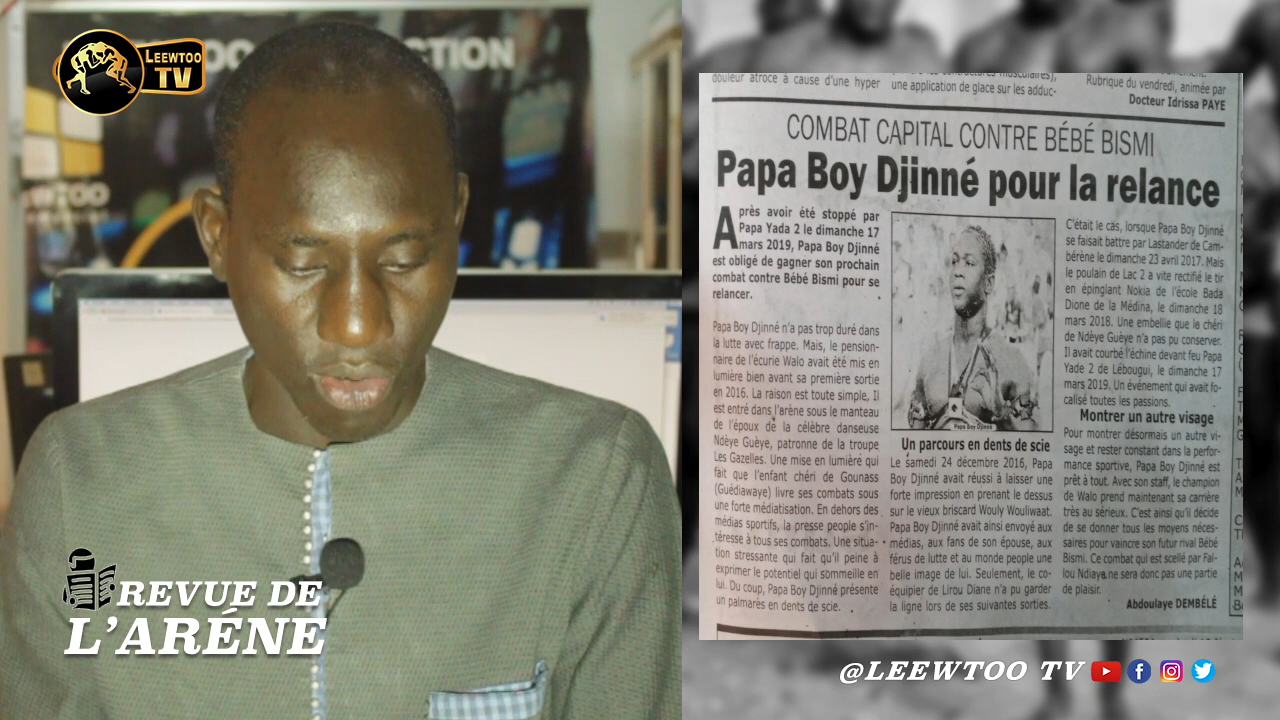 LEEWTOO
TV
CTION
REVUE DE
L'ARÉNE
douleur atroce à cause d'une hyper
une application de glace sur les adduc-
Rubrique du vendredi, animée par
Docteur Idrissa PAYE
COMBAT CAPITAL CONTRE BÉBÉ BISMI
Papa Boy Djinné pour la relance
Après avoir été stoppé par
Papa Yada 2 le dimanche 17
mars 2019, Papa Boy Djinné
est obligé de gagner son prochain
combat contre Bébé Bismi pour se
relancer.
Papa Boy Djinné n'a pas trop duré dans
la lutte avec frappe. Mais, le pension-
naire de l'écurie Walo avait été mis en
lumière bien avant sa première sortie
en 2016. La raison est toute simple, Il
est entré dans l'arène sous le manteau
de l'époux de la célèbre danseuse
Ndèye Guèye, patronne de la troupe
Les Gazelles. Une mise en lumière qui
fait que l'enfant chéri de Gounass
(Guédiawaye) livre ses combats sous
une forte médiatisation. En dehors des
médias sportifs, la presse people s'in-
téresse à tous ses combats. Une situa-
tion stressante qui fait qu'il peine à
exprimer le potentiel qui sommeille en
lui. Du coup, Papa Boy Djinné présente
un palmarès en dents de scie.
Papa Boy Djinné
Un parcours en dents de scie
Le samedi 24 décembre 2016, Papa
Boy Djinné avait réussi à laisser une
forte impression en prenant le dessus
sur le vieux briscard Wouly Wouliwaat.
Papa Boy Djinné avait ainsi envoyé aux
médias, aux fans de son épouse, aux
férus de lutte et au monde people une
belle image de lui. Seulement, le co-
équipier de Lirou Diane n'a pu garder
la ligne lors de ses suivantes sorties.
C'était le cas, lorsque Papa Boy Djinné
se faisait battre par Lastander de Cam-
bérène le dimanche 23 avril 2017. Mais
le poulain de Lac 2 a vite rectifié le tir
en épinglant Nokia de l'école Bada
Dione de la Médina, le dimanche 18
mars 2018. Une embellie que le chéri
de Ndèye Guèye n'a pas pu conserver.
Il avait courbé l'échine devant feu Papa
Yade 2 de Lébougui, le dimanche 17
mars 2019. Un événement qui avait fo-
calisé toutes les passions.
Montrer un autre visage
Pour montrer désormais un autre vi-
sage et rester constant dans la perfor-
mance sportive, Papa Boy Djinné est
prêt à tout. Avec son staff, le champion
de Walo prend maintenant sa carrière
très au sérieux. C'est ainsi qu'il décide
de se donner tous les moyens néces-
saires pour vaincre son futur rival Bébé
Bismi. Ce combat qui est scellé par Pal-
lou Ndiaye ne sera donc pas une partie
de plaisir.
Abdoulaye DEMBÉLÉ
@LEEWTOO TV